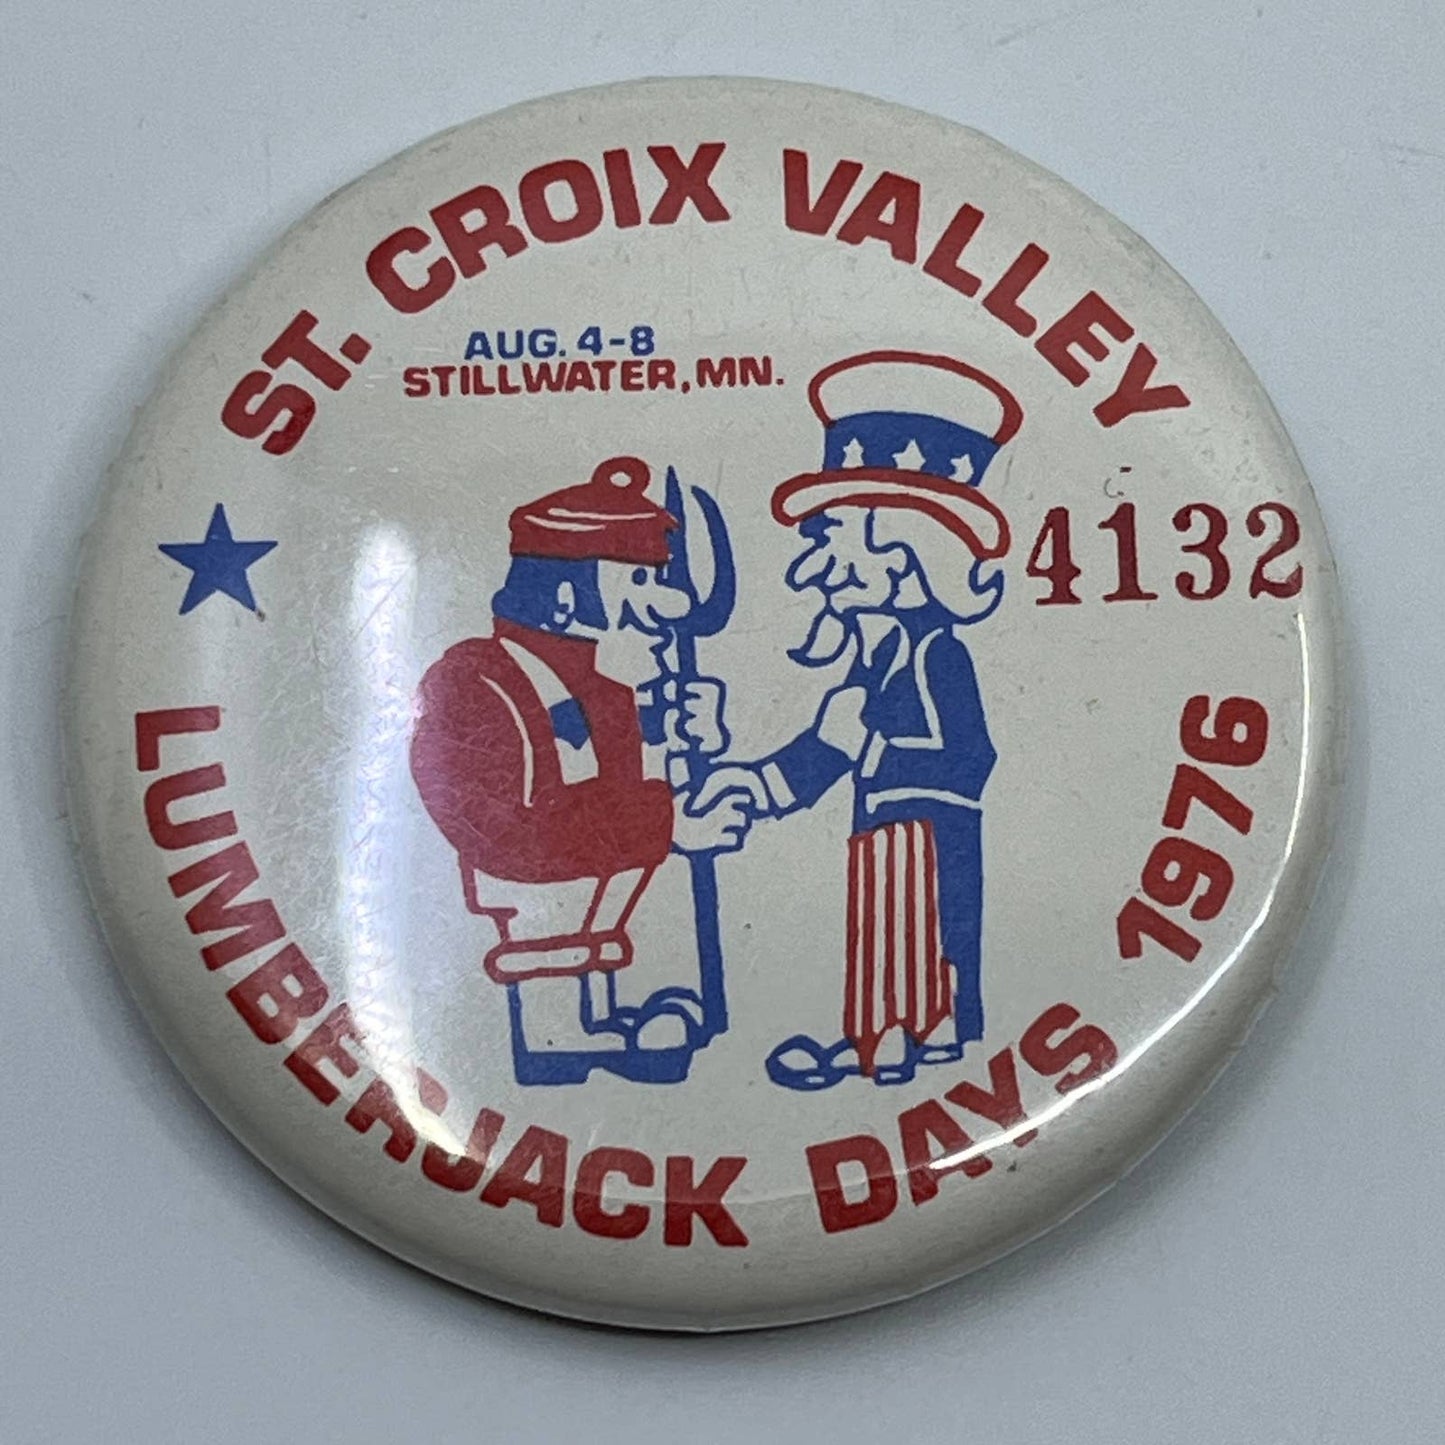 ST. CROIX VALLEY
AUG. 4-8
STILLWATER, MN.
4132
LUMBERJACK DAYS 1976